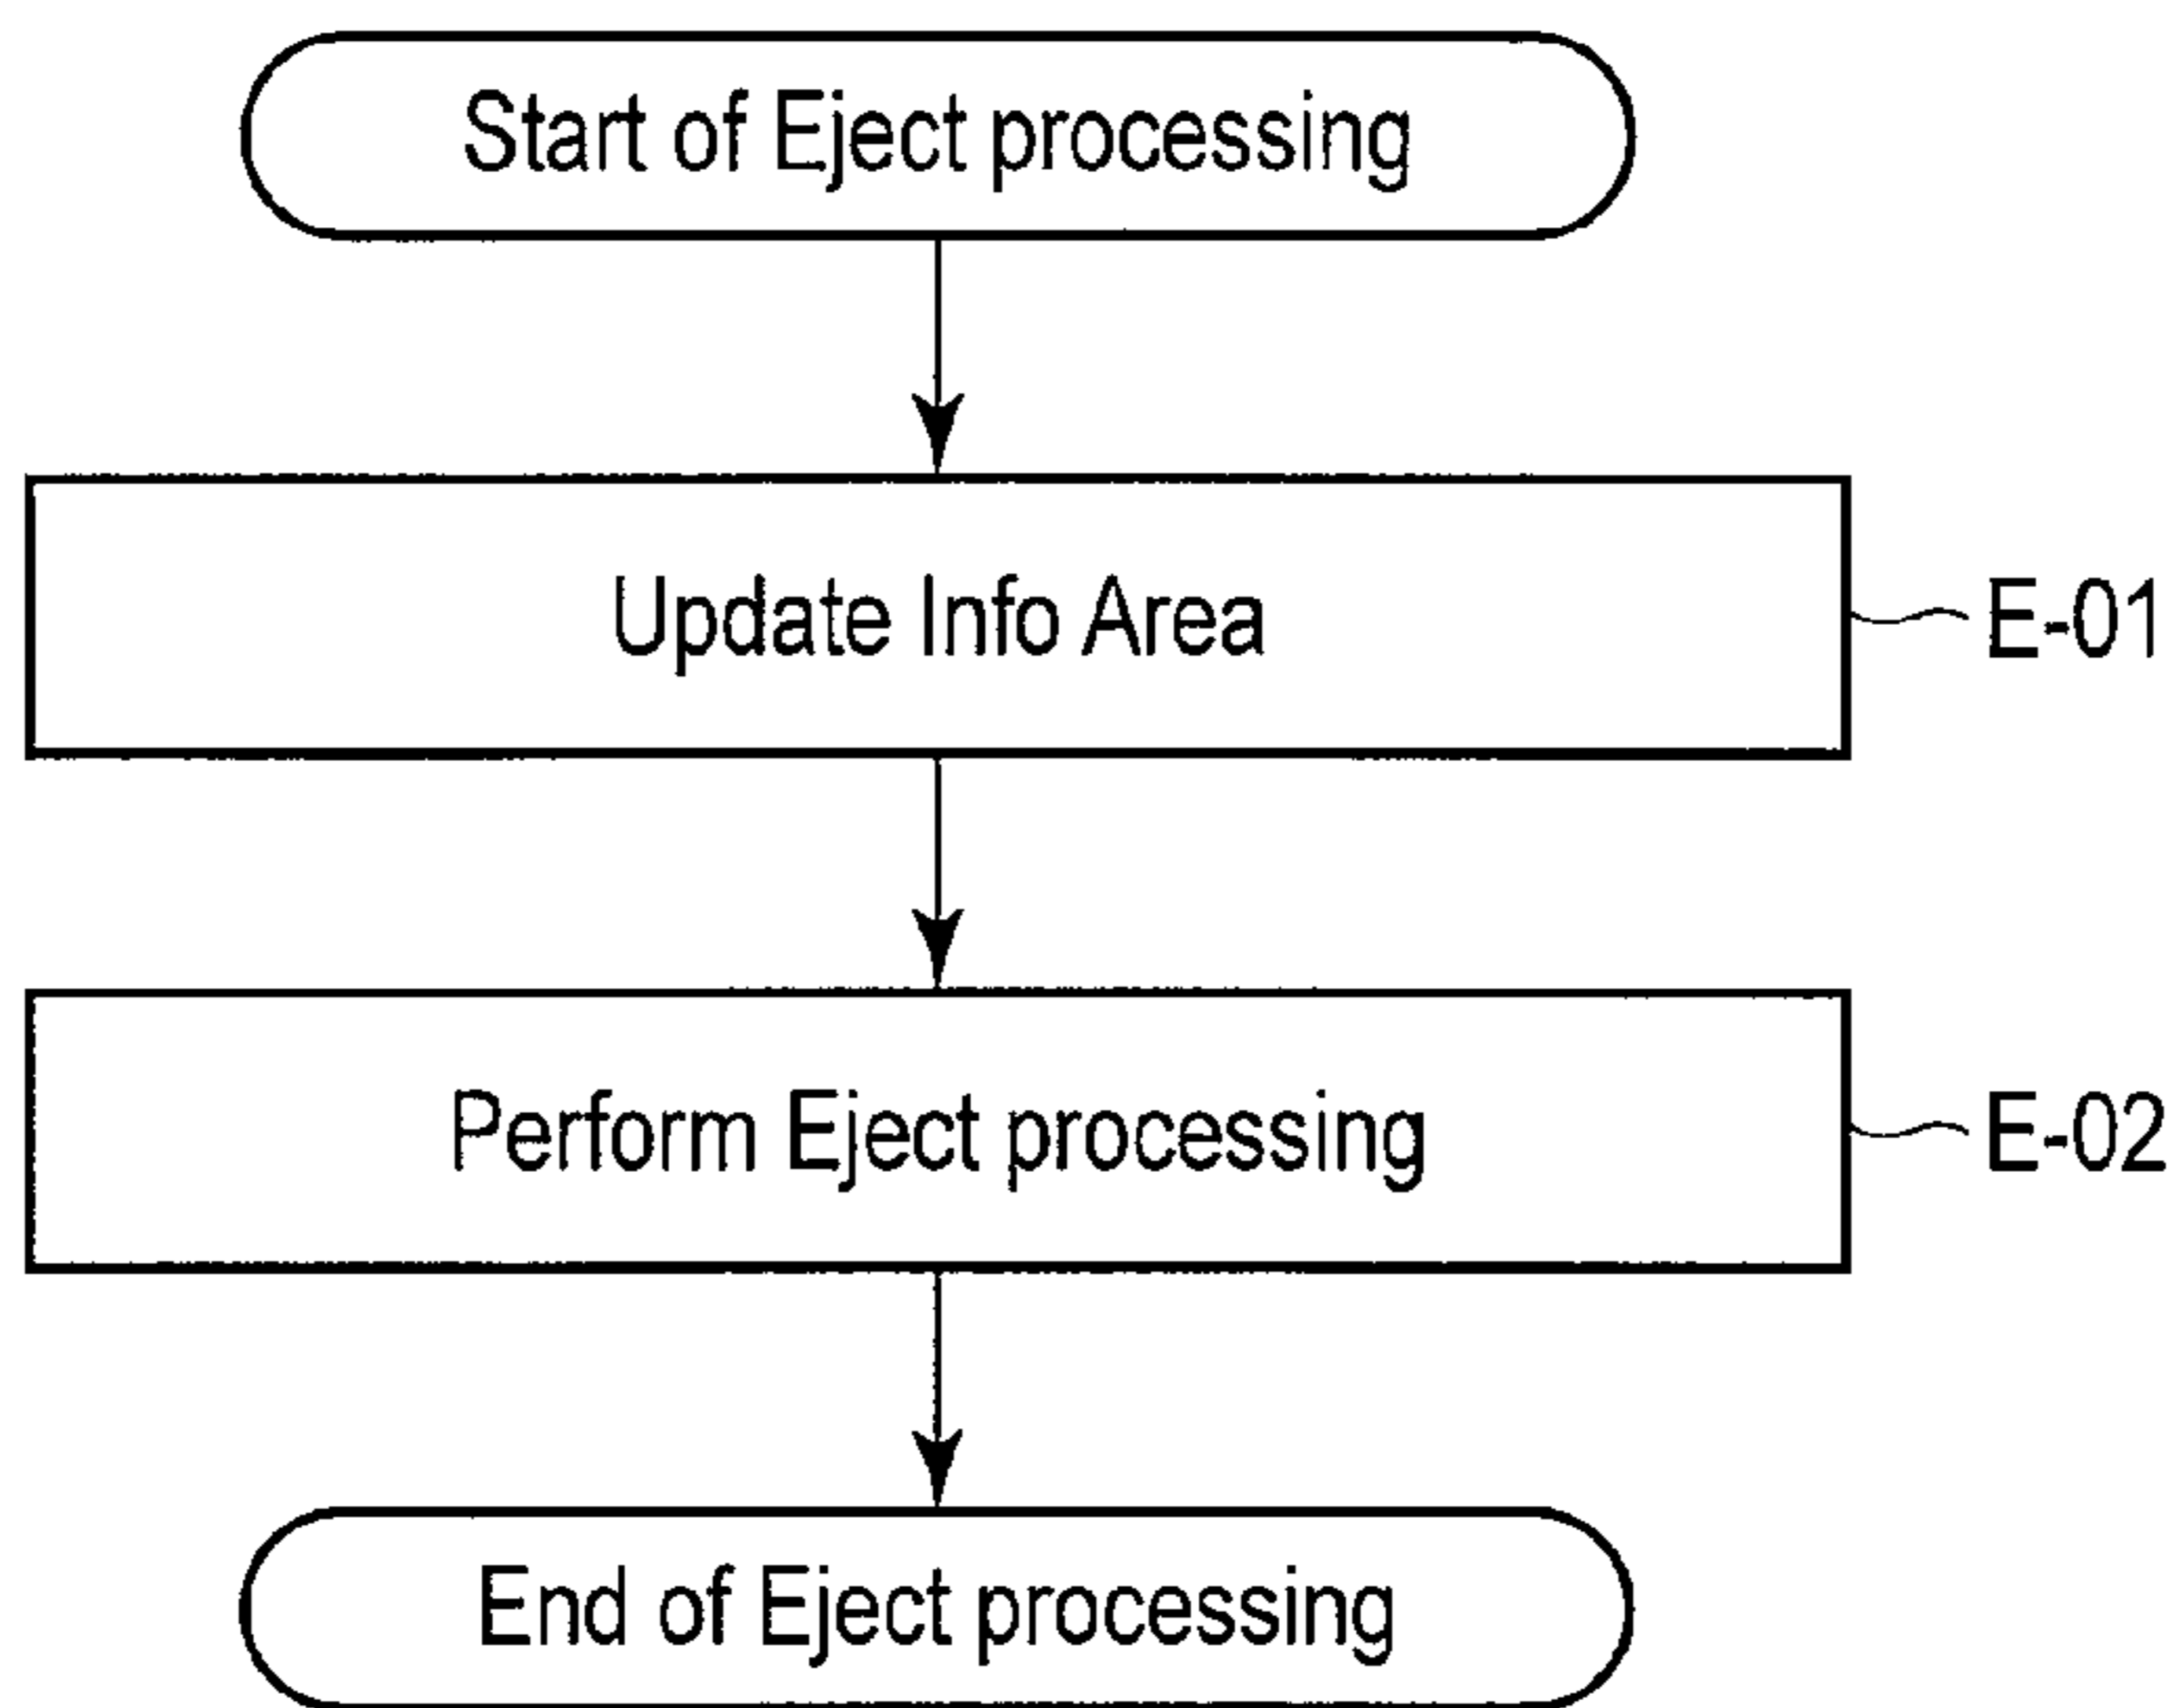 Start of Eject processing
Update Info Area
E-01
Perform Eject processing
E-02
End of Eject processing